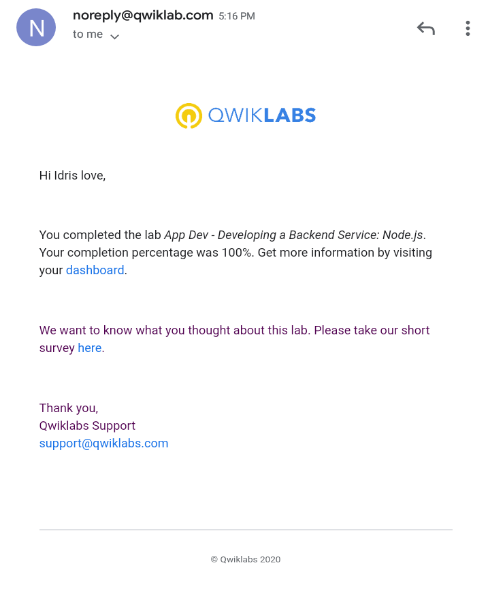 noreply@qwiklab.com 5:16 PM
N
to me
QWIKLABS
Hi Idris love,
You completed the lab App Dev - Developing a Backend Service: Node.js.
Your completion percentage was 100%. Get more information by visiting
your dashboard.
We want to know what you thought about this lab. Please take our short
survey here.
Thank you,
Qwiklabs Support
support@qwiklabs.com
© Qwiklabs 2020